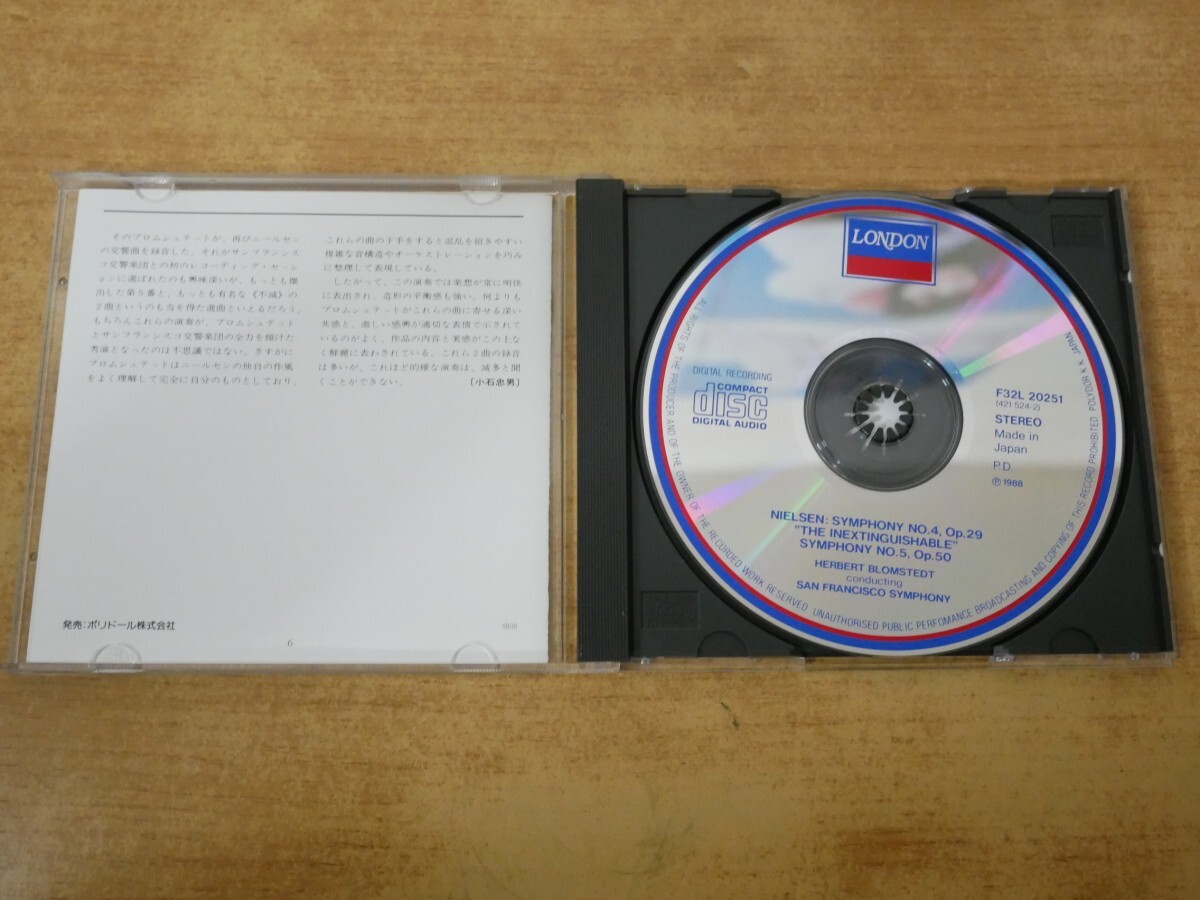 そのブロムシュテットが、再びニールセン
の交響曲を録音した。それがサンフランシス
コ交響楽団との初のレコーディング・セッシ
ョンに選ばれたのも興味深いが、もっとも傑
出した第5番と、もっとも有名な《不滅》の
2曲というのも当を得た選曲といえるだろう。
もちろんこれらの演奏が、ブロムシュテット
とサンフランシスコ交響楽団の全力を傾けた
秀演となったのは不思議ではない。さすがに
ブロムシュテットはニールセンの独自の作風
をよく理解して完全に自分のものとしており、
これらの曲の下手をすると混乱を招きやすい
複雑な音構造やオーケストレーションを巧み
に整理して表現している。
したがって、この演奏では楽想が常に明快
に表出され、造形の平衡感も強い。何よりも
ブロムシュテットがこれらの曲に寄せる深い
共感と、激しい感興が適切な表情で示されて
いるのがよく、作品の内容と実感がこの上な
く鮮麗に表わされている。これら2曲の録音
は多いが、これほど的確な演奏は、滅多と聞
くことができない。 〔小石忠男〕
発売:ポリドール株式会社
6
LONDON
DIGITAL RECORDING
COMPACT
disc
DIGITAL AUDIO
F32L 20251
(421 524-2)
STEREO
Made in
Japan
P.D.
℗1988
NIELSEN: SYMPHONY NO.4, Op.29
"THE INEXTINGUISHABLE"
SYMPHONY NO.5, Op.50
HERBERT BLOMSTEDT
conducting
SAN FRANCISCO SYMPHONY
ALL RIGHTS OF THE PRODUCER AND OF THE OWNER OF THE RECORDED WORK RESERVED UNAUTHORISED PUBLIC PERFOMANCE BROADCASTING AND COPYING OF THIS RECORD PROHIBITED POLYDOR K.K. JAPAN